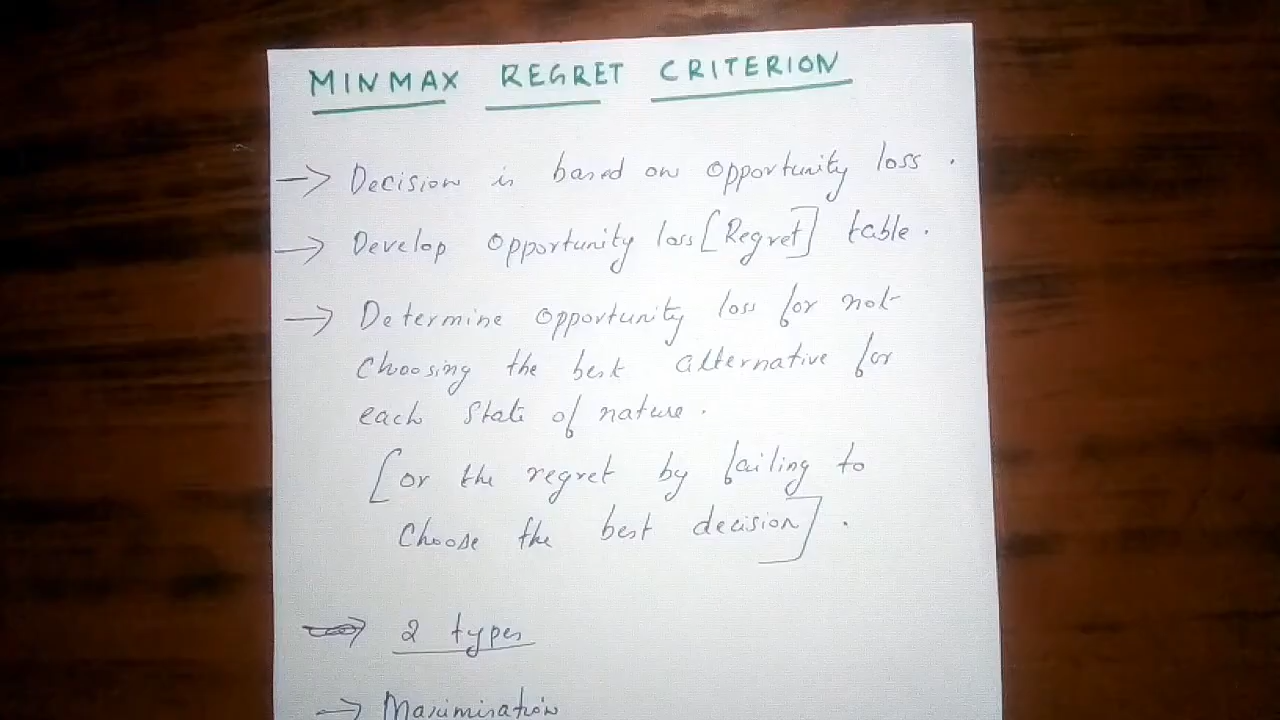 MINMAX REGRET CRITERION
→ Decision is based on opportunity loss.
→ Develop opportunity loss [Regret] table.
→ Determine opportunity loss for not
choosing the best alternative for
each state of nature.
[or the regret by failing to
choose the best decision].
→ 2 types
→ Maximisation